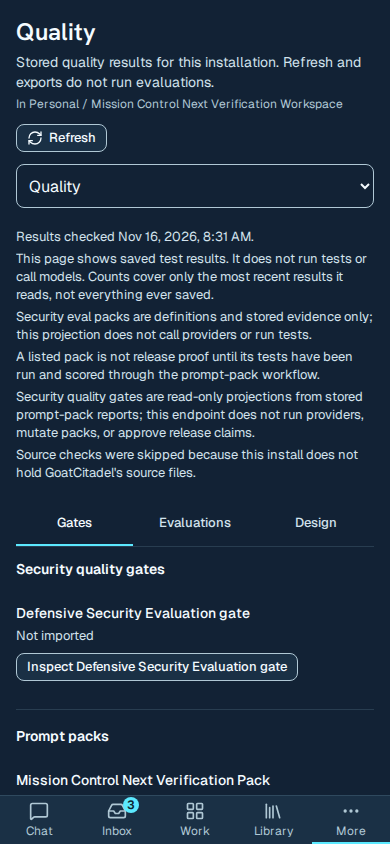 Quality
Stored quality results for this installation. Refresh and
exports do not run evaluations.
In Personal / Mission Control Next Verification Workspace
Refresh
Quality
Results checked Nov 16, 2026, 8:31 AM.
This page shows saved test results. It does not run tests or
call models. Counts cover only the most recent results it
reads, not everything ever saved.
Security eval packs are definitions and stored evidence only;
this projection does not call providers or run tests.
A listed pack is not release proof until its tests have been
run and scored through the prompt-pack workflow.
Security quality gates are read-only projections from stored
prompt-pack reports; this endpoint does not run providers,
mutate packs, or approve release claims.
Source checks were skipped because this install does not
hold GoatCitadel's source files.
Gates Evaluations Design
Security quality gates
Defensive Security Evaluation gate
Not imported
Inspect Defensive Security Evaluation gate
Prompt packs
Mission Control Next Verification Pack
3
Chat Inbox Work Library More